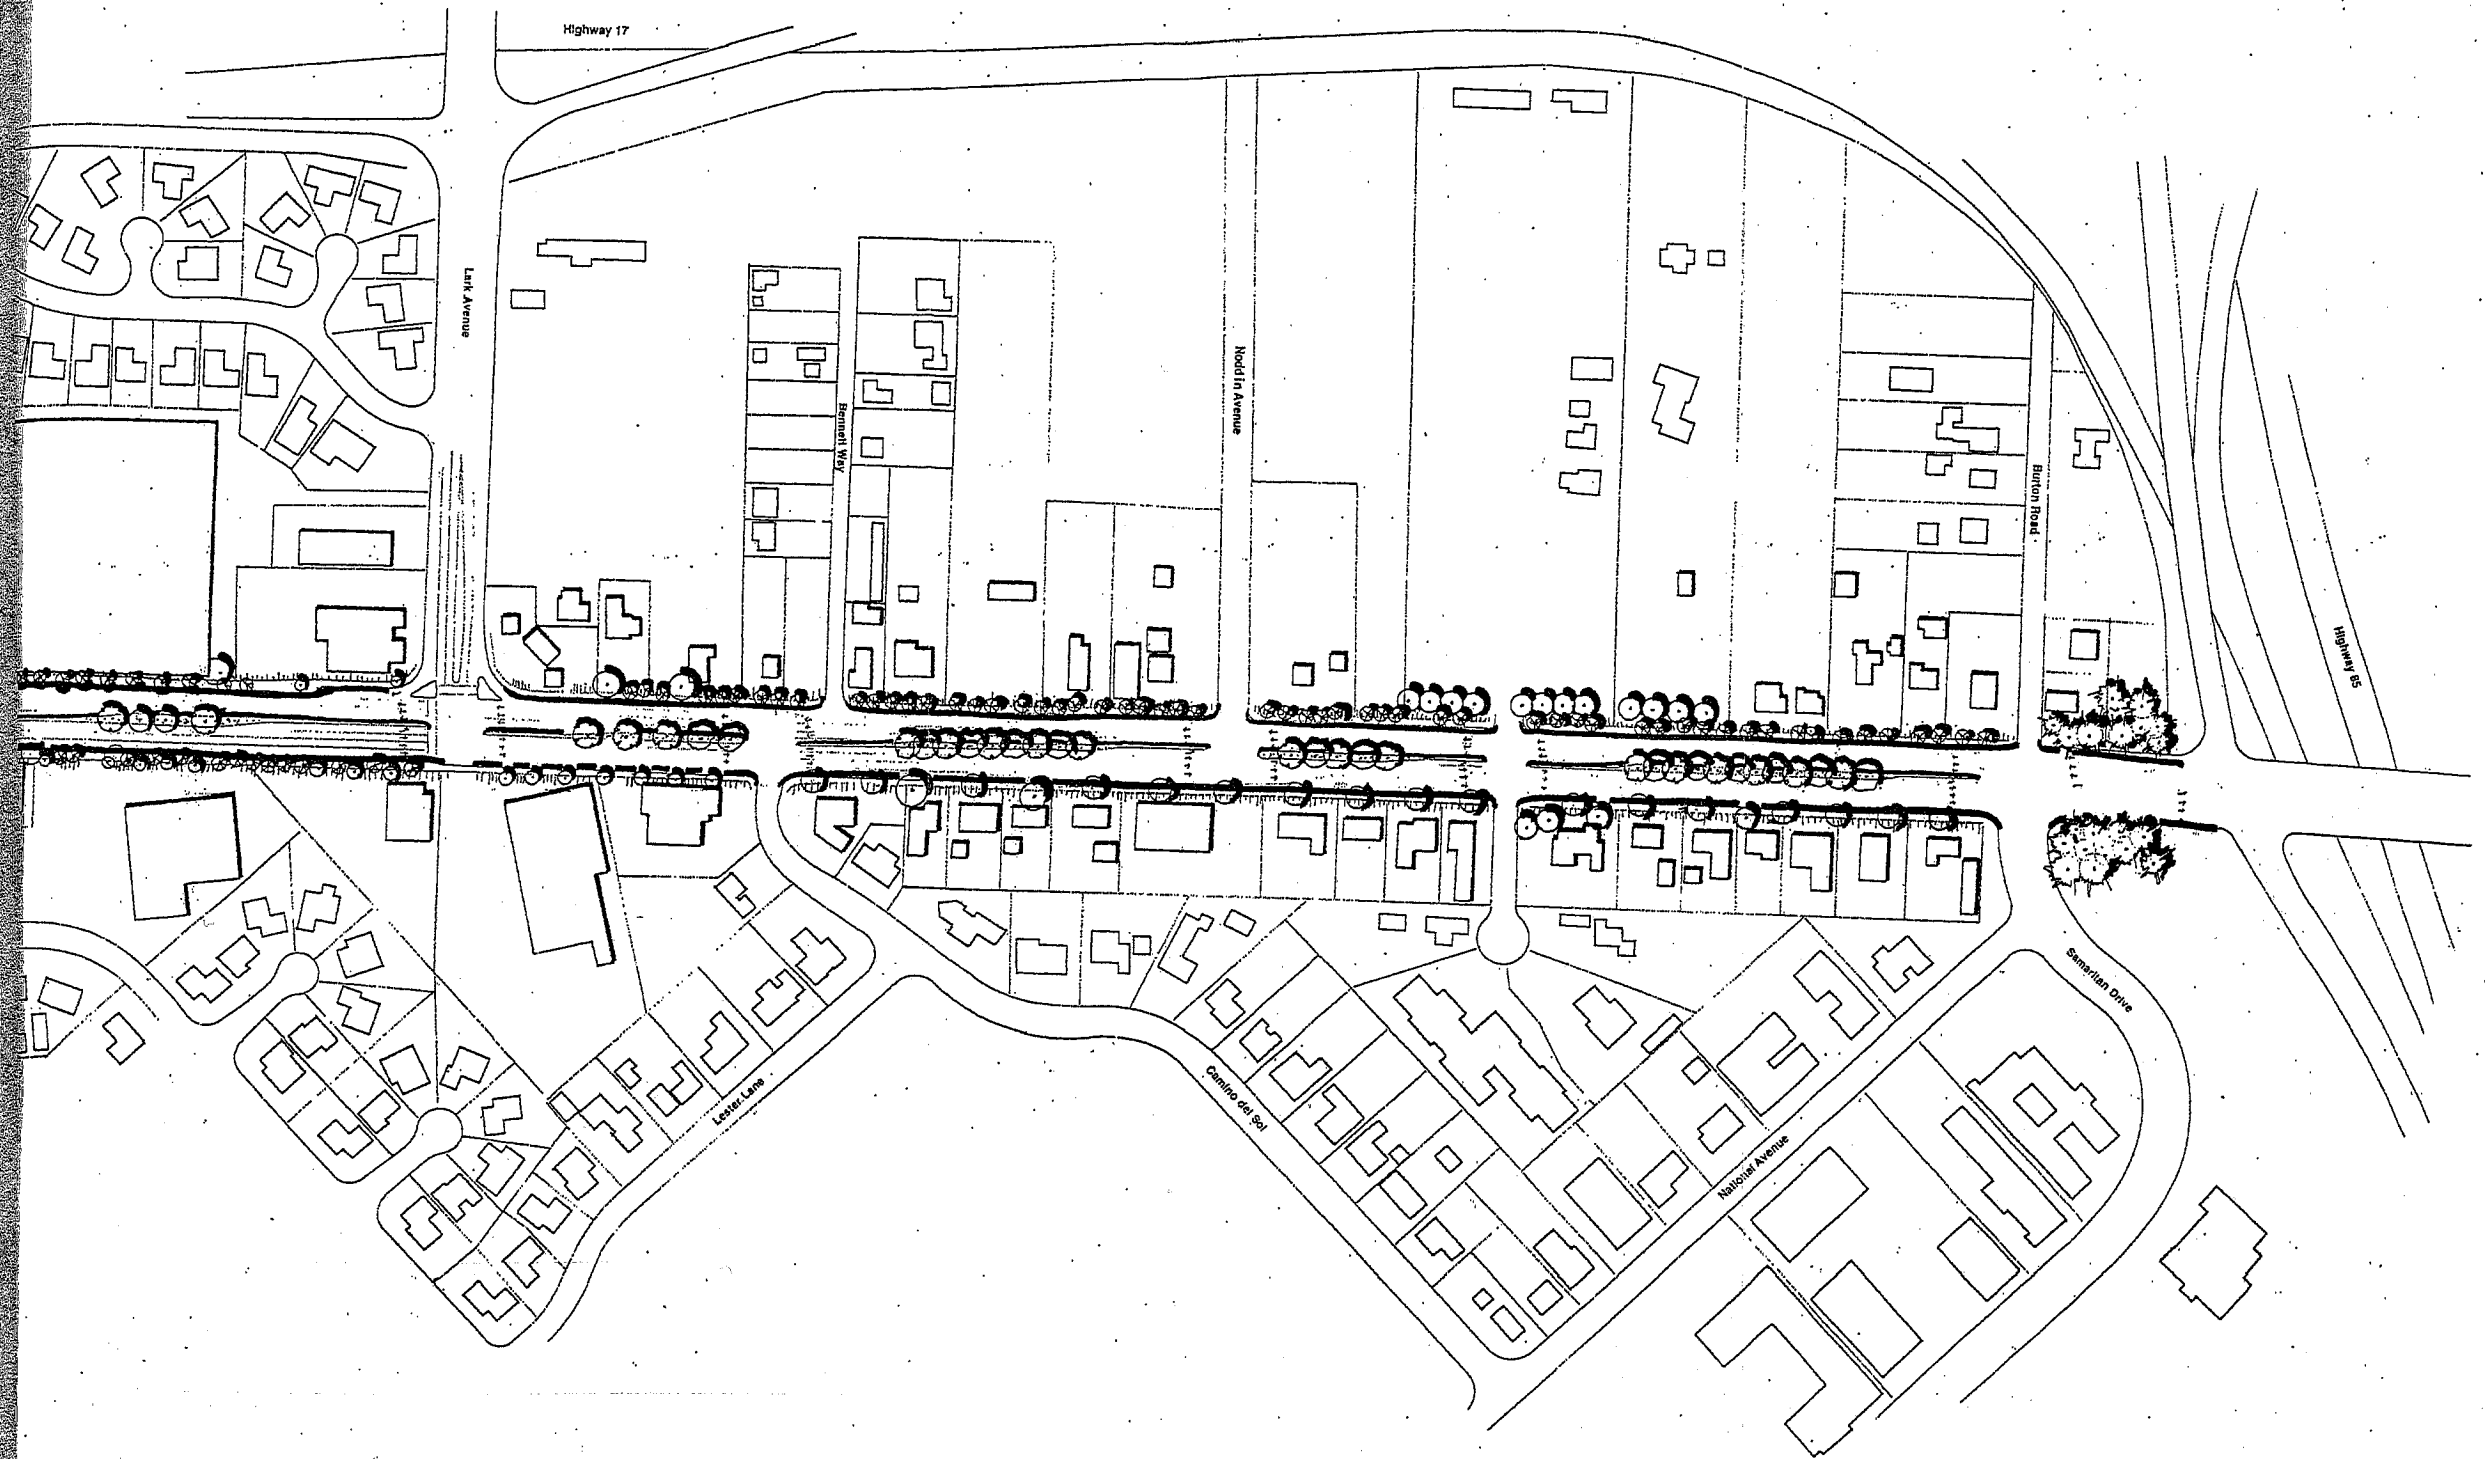 Highway 17
Lark Avenue
Bennett Way
Noddin Avenue
Burton Road
Highway 85
Samaritan Drive
Lester Lane
Camino del Sol
National Avenue